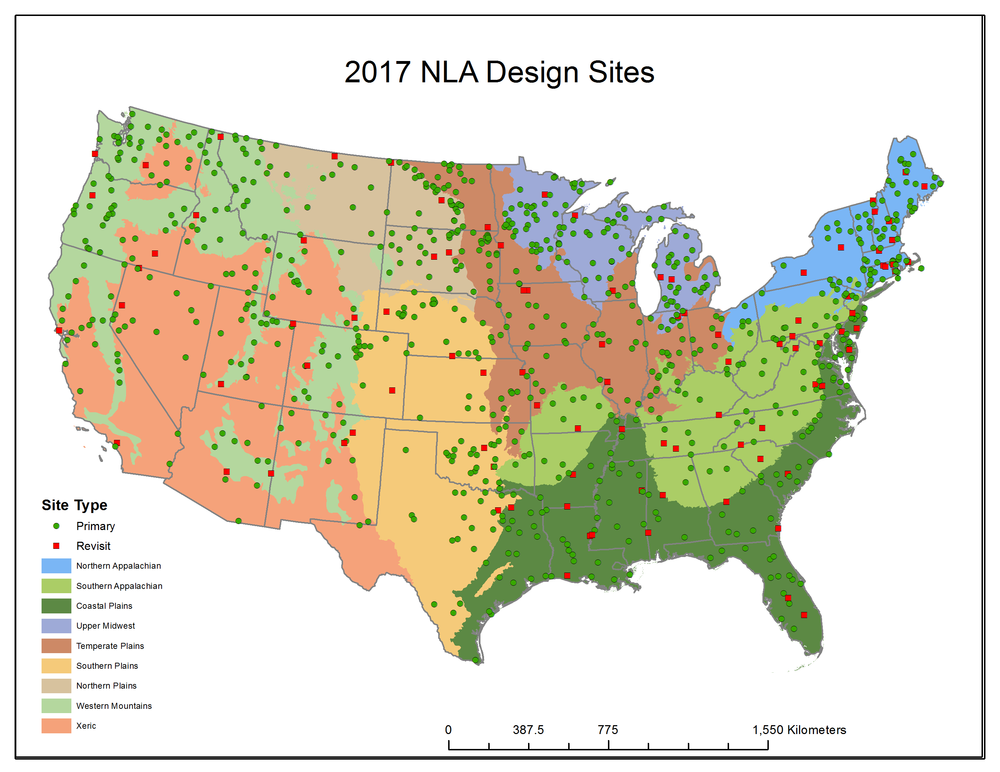 2017 NLA Design Sites
Site Type
Primary
Revisit
Northern Appalachian
Southern Appalachian
Coastal Plains
Upper Midwest
Temperate Plains
Southern Plains
Northern Plains
Western Mountains
Xeric
0 387.5 775 1,550 Kilometers